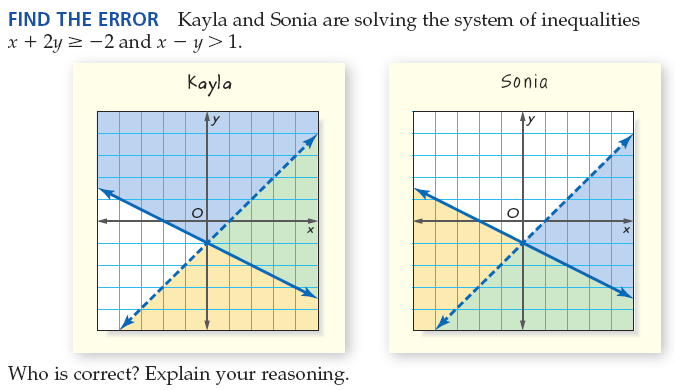 FIND THE ERROR Kayla and Sonia are solving the system of inequalities
x + 2y ≥ −2 and x − y > 1.
Kayla
Sonia
y
y
O
O
x
x
Who is correct? Explain your reasoning.